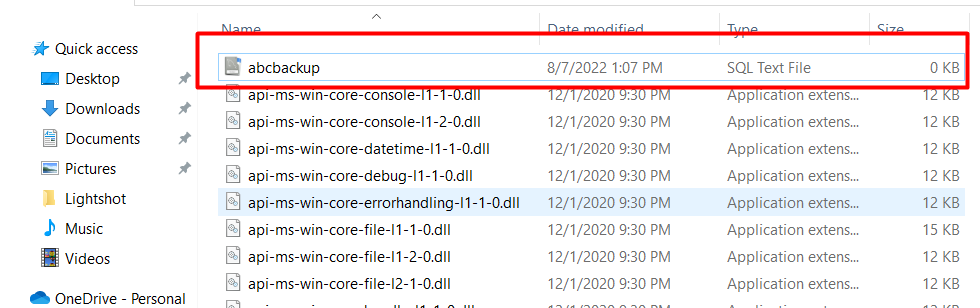 Name Date modified Type Size
Quick access
Desktop
Downloads
Documents
Pictures
Lightshot
Music
Videos
OneDrive - Personal
abcbackup 8/7/2022 1:07 PM SQL Text File 0 KB
api-ms-win-core-console-l1-1-0.dll 12/1/2020 9:30 PM Application extens... 12 KB
api-ms-win-core-console-l1-2-0.dll 12/1/2020 9:30 PM Application extens... 12 KB
api-ms-win-core-datetime-l1-1-0.dll 12/1/2020 9:30 PM Application extens... 12 KB
api-ms-win-core-debug-l1-1-0.dll 12/1/2020 9:30 PM Application extens... 12 KB
api-ms-win-core-errorhandling-l1-1-0.dll 12/1/2020 9:30 PM Application extens... 12 KB
api-ms-win-core-file-l1-1-0.dll 12/1/2020 9:30 PM Application extens... 15 KB
api-ms-win-core-file-l1-2-0.dll 12/1/2020 9:30 PM Application extens... 12 KB
api-ms-win-core-file-l2-1-0.dll 12/1/2020 9:30 PM Application extens... 12 KB